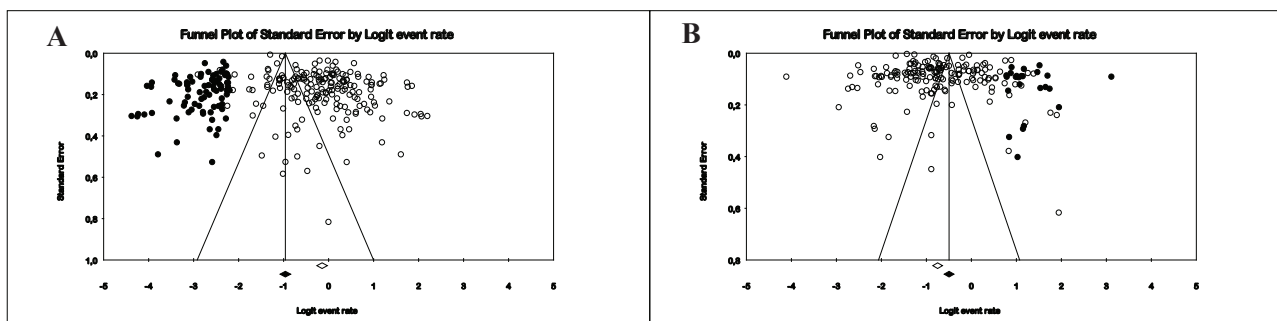 A
Funnel Plot of Standard Error by Logit event rate
0,0
0,2
0,4
0,6
0,8
1,0
Standard Error
-5 -4 -3 -2 -1 0 1 2 3 4 5
Logit event rate
B
Funnel Plot of Standard Error by Logit event rate
0,0
0,2
0,4
0,6
0,8
Standard Error
-5 -4 -3 -2 -1 0 1 2 3 4 5
Logit event rate